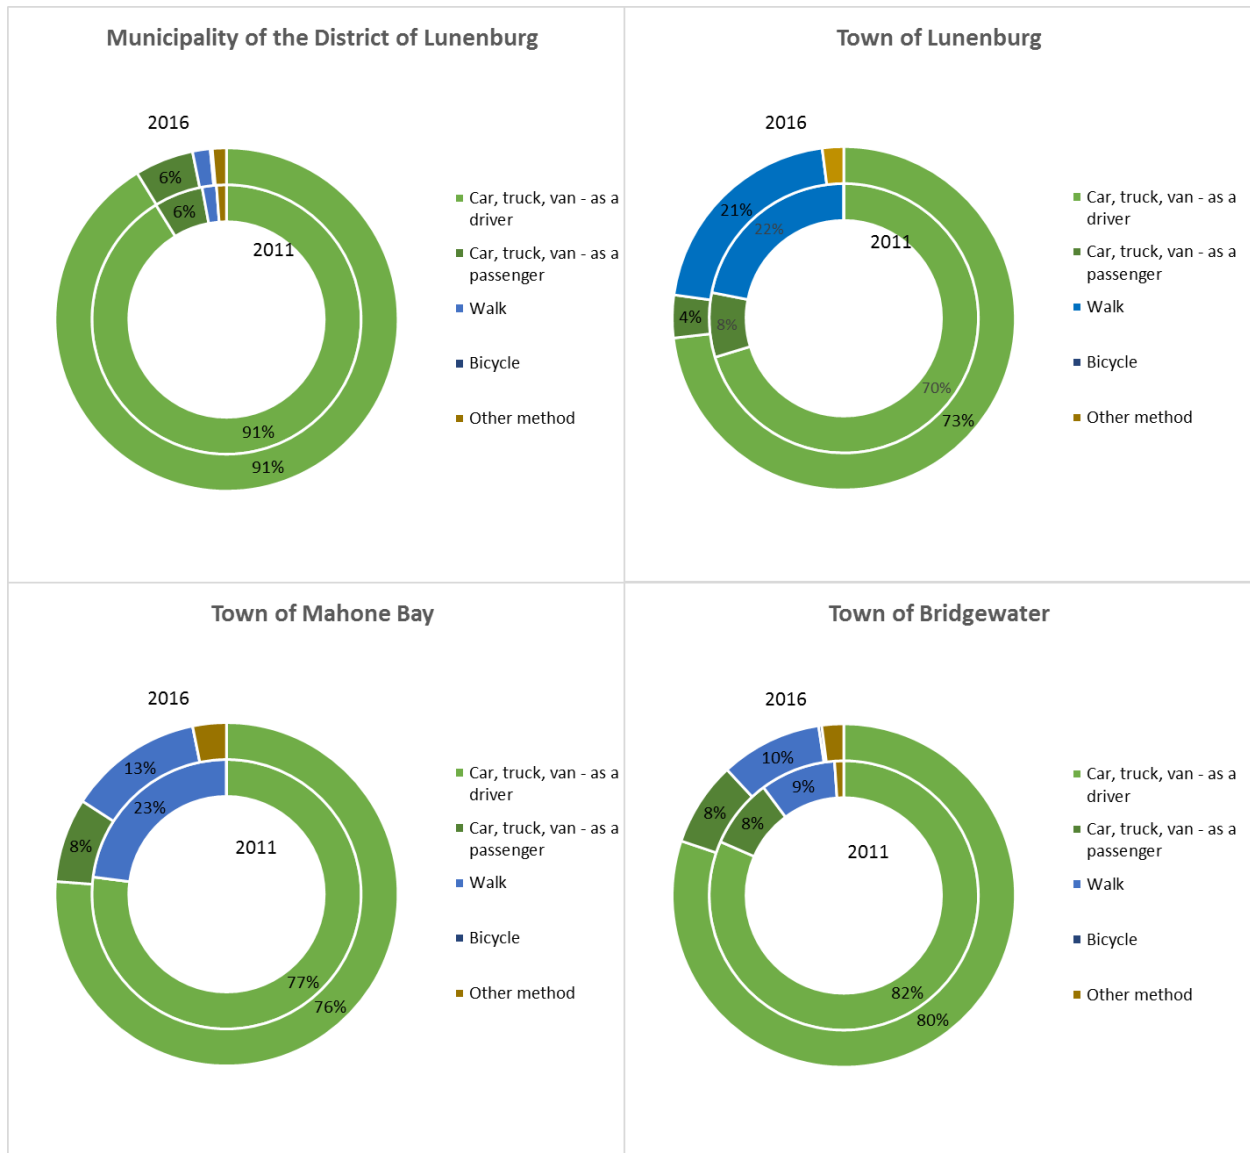 Municipality of the District of Lunenburg
2016
6%
6%
2011
91%
91%
Car, truck, van - as a
driver
Car, truck, van - as a
passenger
Walk
Bicycle
Other method
Town of Lunenburg
2016
21%
22%
2011
4%
8%
70%
73%
Car, truck, van - as a
driver
Car, truck, van - as a
passenger
Walk
Bicycle
Other method
Town of Mahone Bay
2016
13%
23%
8%
2011
77%
76%
Car, truck, van - as a
driver
Car, truck, van - as a
passenger
Walk
Bicycle
Other method
Town of Bridgewater
2016
10%
9%
8%
8%
2011
82%
80%
Car, truck, van - as a
driver
Car, truck, van - as a
passenger
Walk
Bicycle
Other method